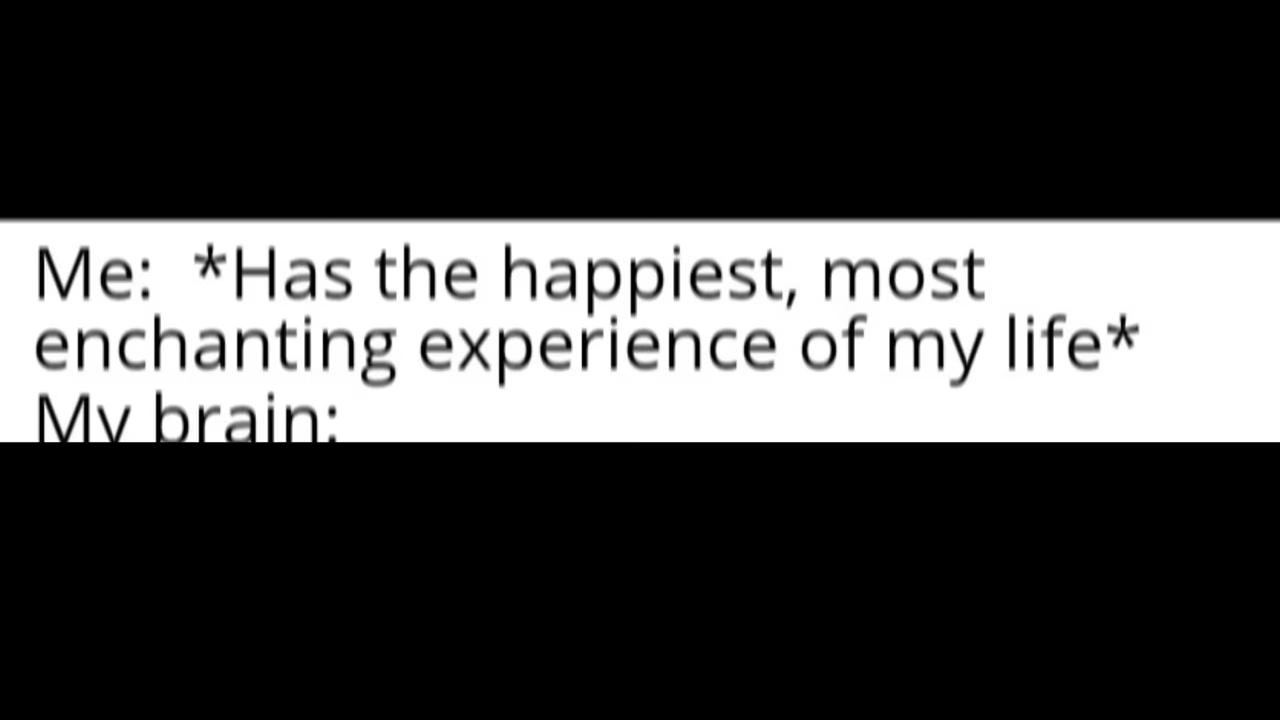 Me:  *Has the happiest, most
enchanting experience of my life*
My brain: